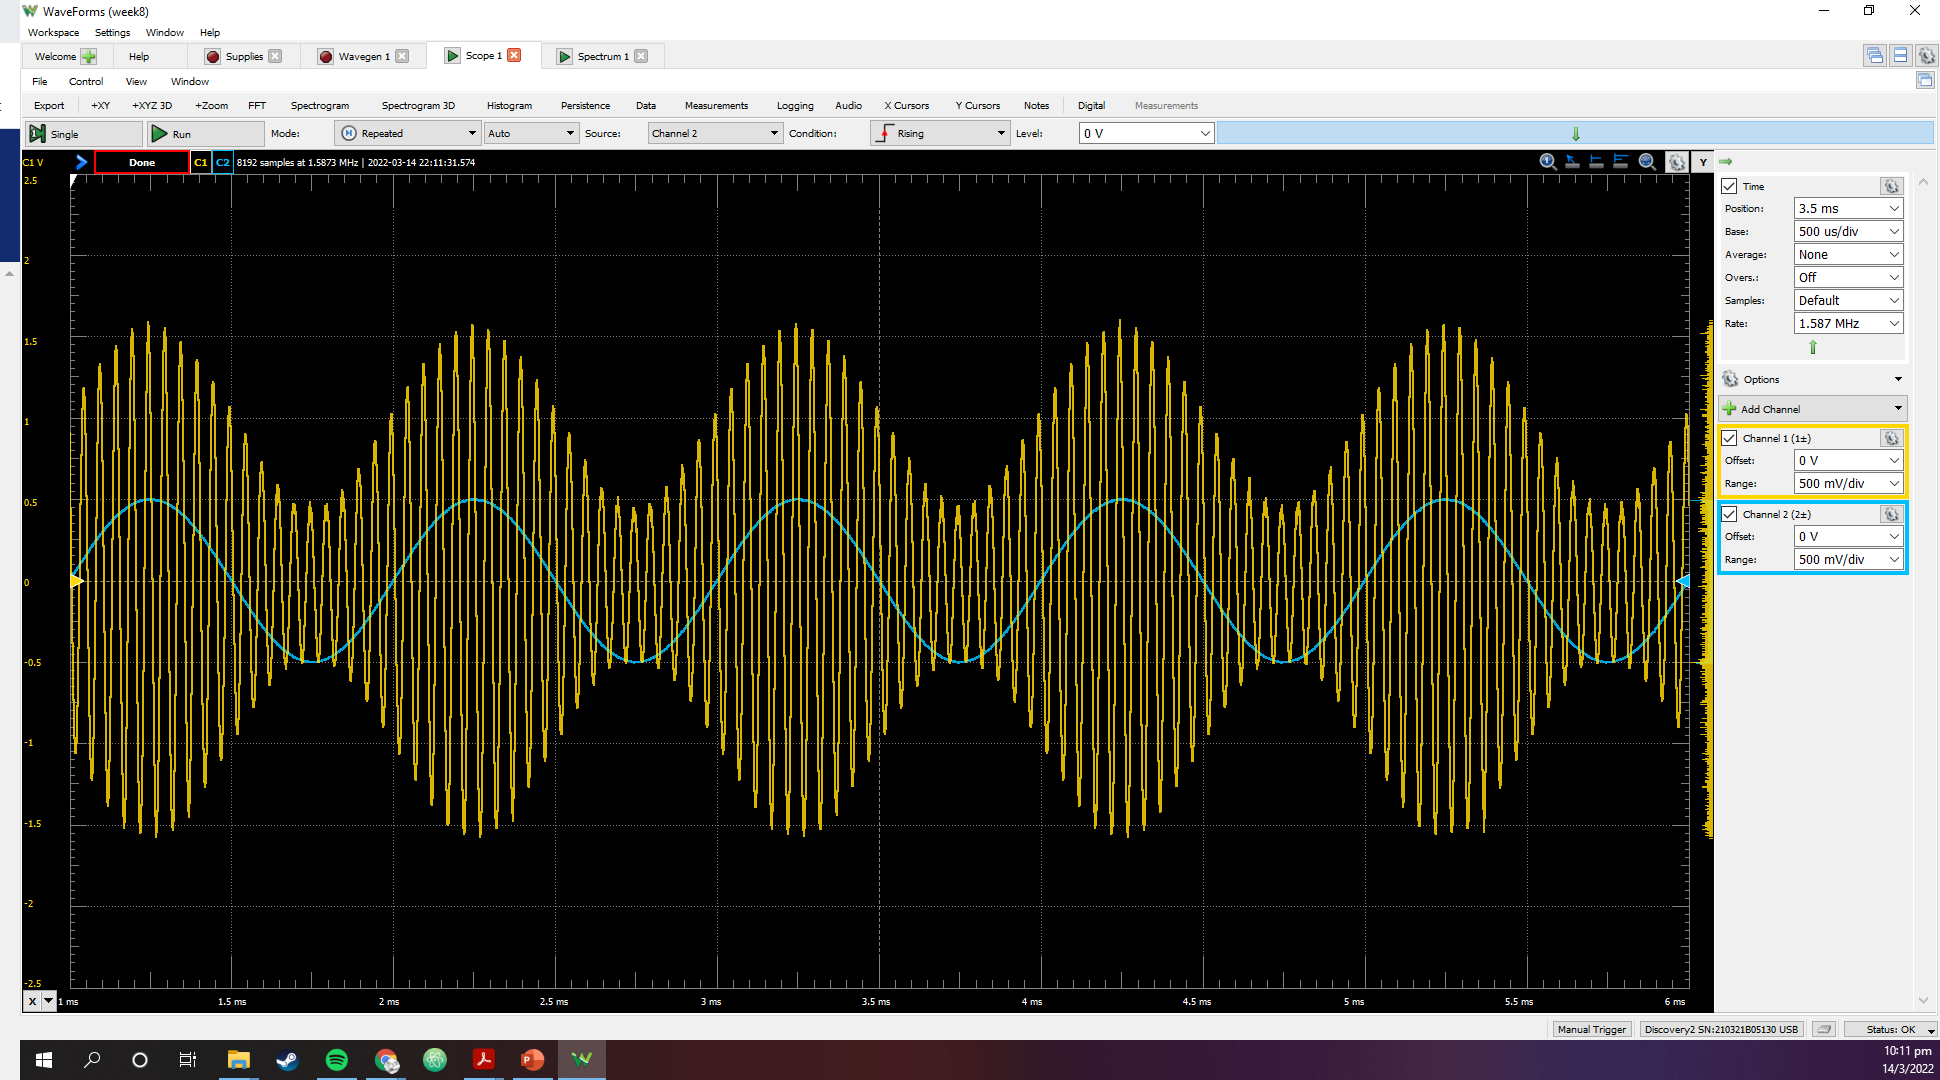 WaveForms (week8)
Workspace Settings Window Help
Welcome Help Supplies Wavegen 1 Scope 1 Spectrum 1
File Control View Window
Export +XY +XYZ 3D +Zoom FFT Spectrogram Spectrogram 3D Histogram Persistence Data Measurements Logging Audio X Cursors Y Cursors Notes Digital Measurements
Single Run Mode: Repeated Auto Source: Channel 2 Condition: Rising Level: 0 V
C1 V Done C1 C2 8192 samples at 1.5873 MHz | 2022-03-14 22:11:31.574 Y
2.5
2
1.5
1
0.5
0
-0.5
-1
-1.5
-2
-2.5
X 1 ms 1.5 ms 2 ms 2.5 ms 3 ms 3.5 ms 4 ms 4.5 ms 5 ms 5.5 ms 6 ms
Time
Position: 3.5 ms
Base: 500 us/div
Average: None
Overs.: Off
Samples: Default
Rate: 1.587 MHz
Options
Add Channel
Channel 1 (1±)
Offset: 0 V
Range: 500 mV/div
Channel 2 (2±)
Offset: 0 V
Range: 500 mV/div
Manual Trigger Discovery2 SN:210321B05130 USB Status: OK
10:11 pm
14/3/2022